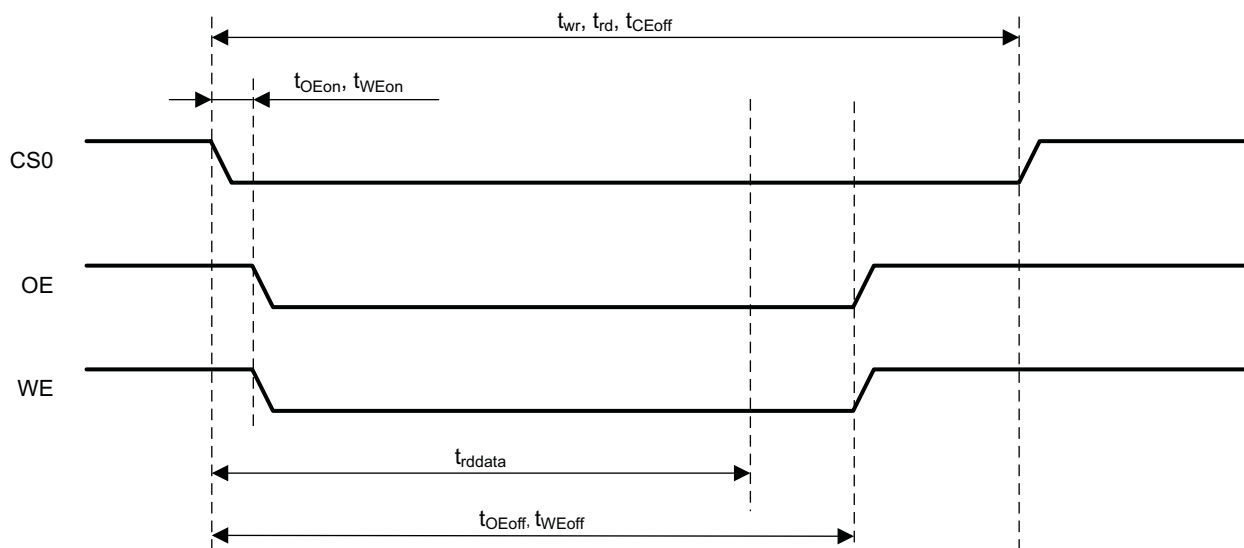 twr, trd, tCEoff
tOEon, tWEon
CS0
OE
WE
trddata
tOEoff, tWEoff